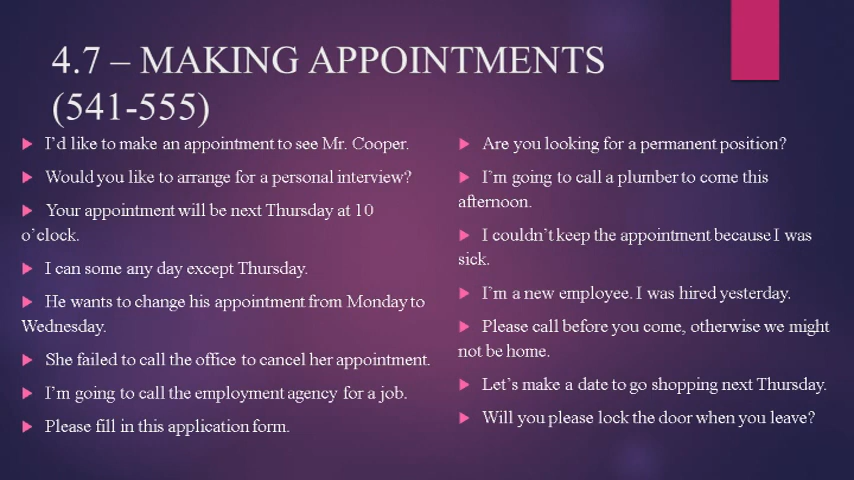 4.7 – MAKING APPOINTMENTS
(541-555)
I'd like to make an appointment to see Mr. Cooper.
Would you like to arrange for a personal interview?
Your appointment will be next Thursday at 10
o'clock.
I can some any day except Thursday.
He wants to change his appointment from Monday to
Wednesday.
She failed to call the office to cancel her appointment.
I'm going to call the employment agency for a job.
Please fill in this application form.
Are you looking for a permanent position?
I'm going to call a plumber to come this
afternoon.
I couldn't keep the appointment because I was
sick.
I'm a new employee. I was hired yesterday.
Please call before you come, otherwise we might
not be home.
Let's make a date to go shopping next Thursday.
Will you please lock the door when you leave?